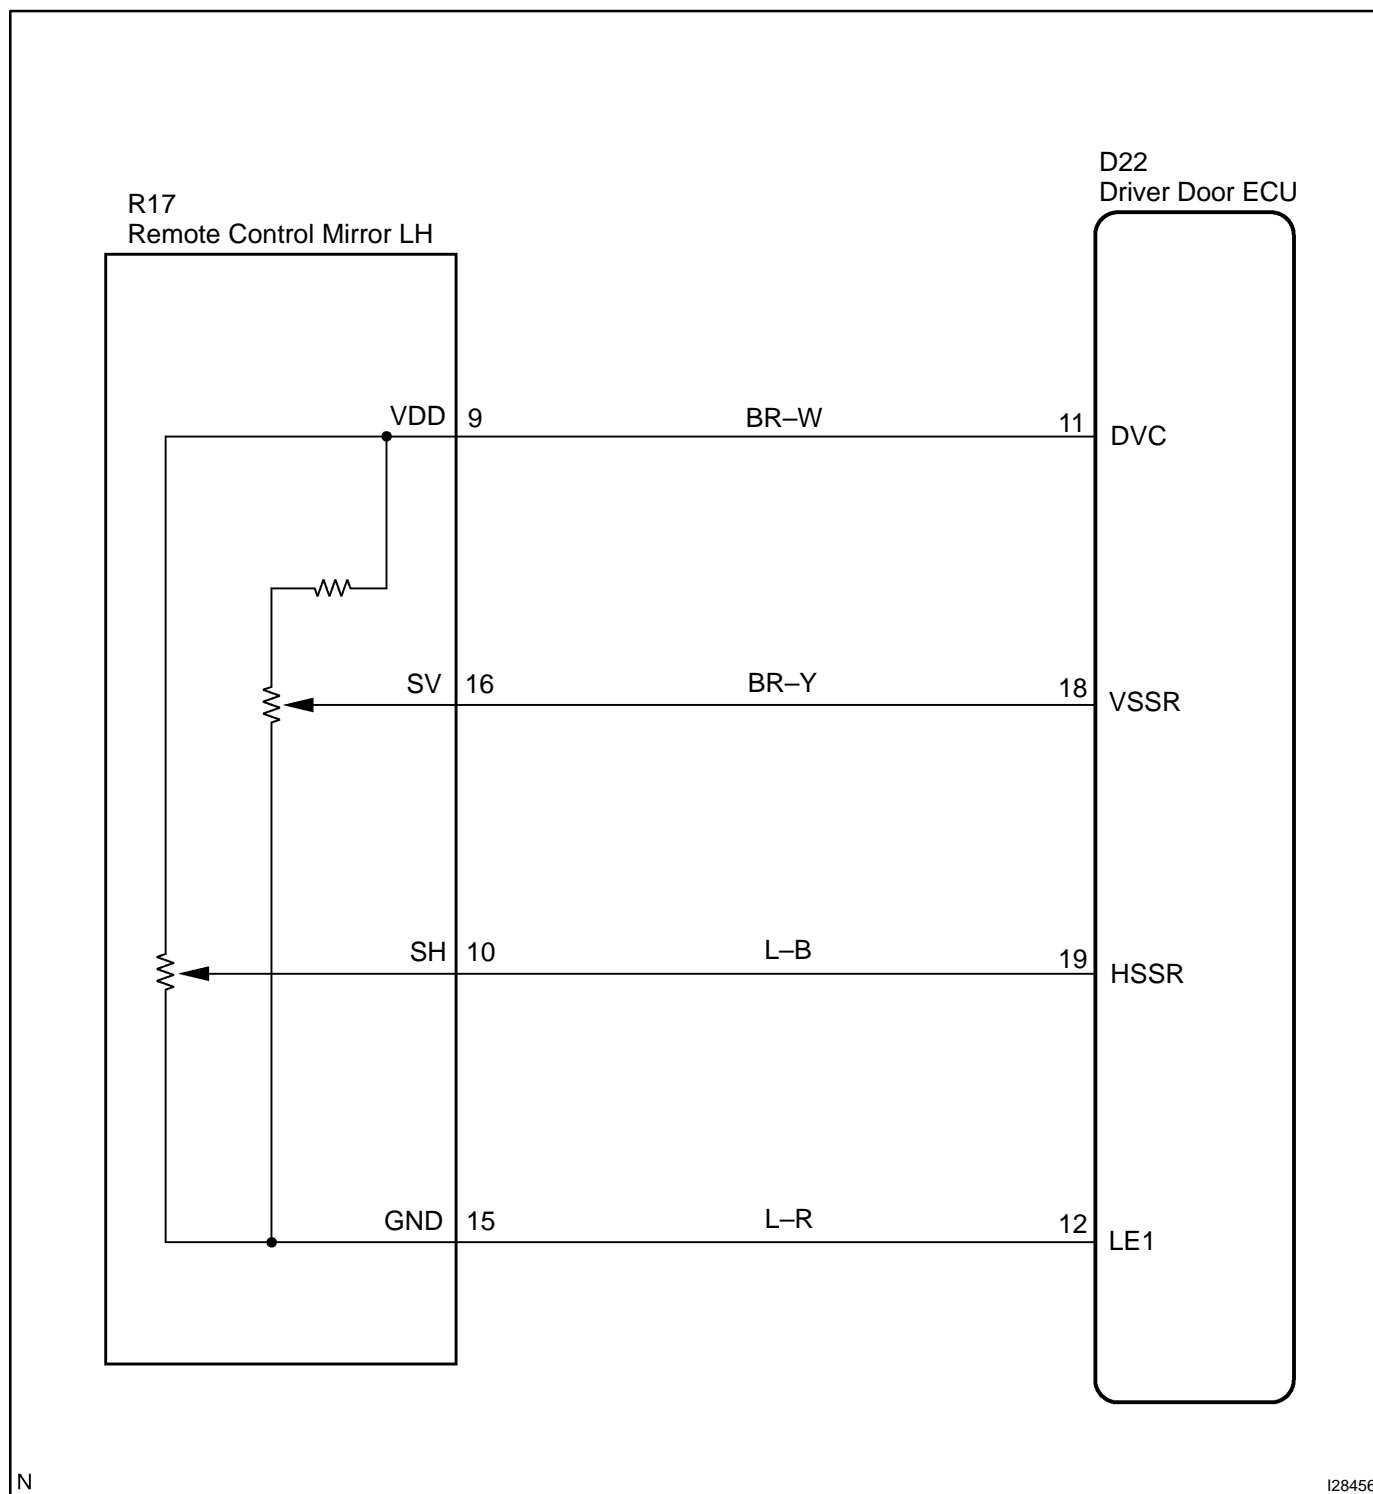 D22
Driver Door ECU
R17
Remote Control Mirror LH
VDD 9 BR–W 11 DVC
SV 16 BR–Y 18 VSSR
SH 10 L–B 19 HSSR
GND 15 L–R 12 LE1
N I28456